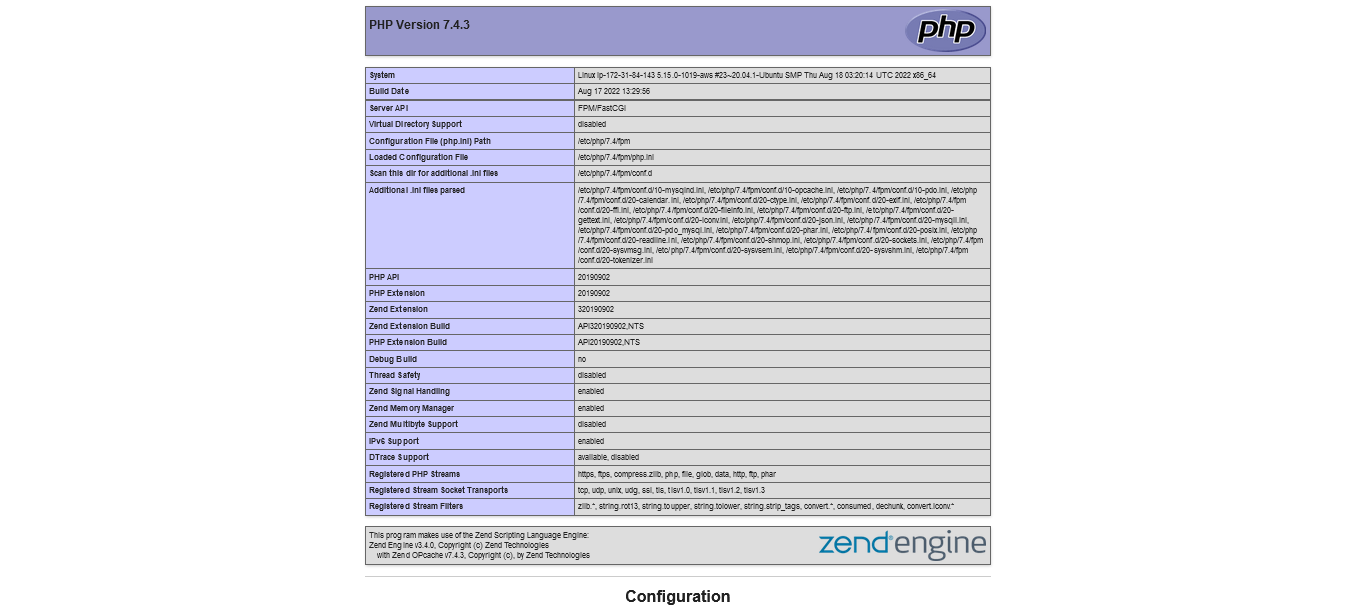 PHP Version 7.4.3
php
System Linux ip-172-31-84-143 5.15.0-1019-aws #23~20.04.1-Ubuntu SMP Thu Aug 18 03:20:14 UTC 2022 x86_64
Build Date Aug 17 2022 13:29:56
Server API FPM/FastCGI
Virtual Directory Support disabled
Configuration File (php.ini) Path /etc/php/7.4/fpm
Loaded Configuration File /etc/php/7.4/fpm/php.ini
Scan this dir for additional .ini files /etc/php/7.4/fpm/conf.d
Additional .ini files parsed /etc/php/7.4/fpm/conf.d/10-mysqlnd.ini, /etc/php/7.4/fpm/conf.d/10-opcache.ini, /etc/php/7.4/fpm/conf.d/10-pdo.ini, /etc/php
/7.4/fpm/conf.d/20-calendar.ini, /etc/php/7.4/fpm/conf.d/20-ctype.ini, /etc/php/7.4/fpm/conf.d/20-exif.ini, /etc/php/7.4/fpm
/conf.d/20-ffi.ini, /etc/php/7.4/fpm/conf.d/20-fileinfo.ini, /etc/php/7.4/fpm/conf.d/20-ftp.ini, /etc/php/7.4/fpm/conf.d/20-
gettext.ini, /etc/php/7.4/fpm/conf.d/20-iconv.ini, /etc/php/7.4/fpm/conf.d/20-json.ini, /etc/php/7.4/fpm/conf.d/20-mysqli.ini,
/etc/php/7.4/fpm/conf.d/20-pdo_mysql.ini, /etc/php/7.4/fpm/conf.d/20-phar.ini, /etc/php/7.4/fpm/conf.d/20-posix.ini, /etc/php
/7.4/fpm/conf.d/20-readline.ini, /etc/php/7.4/fpm/conf.d/20-shmop.ini, /etc/php/7.4/fpm/conf.d/20-sockets.ini, /etc/php/7.4/fpm
/conf.d/20-sysvmsg.ini, /etc/php/7.4/fpm/conf.d/20-sysvsem.ini, /etc/php/7.4/fpm/conf.d/20-sysvshm.ini, /etc/php/7.4/fpm
/conf.d/20-tokenizer.ini
PHP API 20190902
PHP Extension 20190902
Zend Extension 320190902
Zend Extension Build API320190902,NTS
PHP Extension Build API20190902,NTS
Debug Build no
Thread Safety disabled
Zend Signal Handling enabled
Zend Memory Manager enabled
Zend Multibyte Support disabled
IPv6 Support enabled
DTrace Support available, disabled
Registered PHP Streams https, ftps, compress.zlib, php, file, glob, data, http, ftp, phar
Registered Stream Socket Transports tcp, udp, unix, udg, ssl, tls, tlsv1.0, tlsv1.1, tlsv1.2, tlsv1.3
Registered Stream Filters zlib.*, string.rot13, string.toupper, string.tolower, string.strip_tags, convert.*, consumed, dechunk, convert.iconv.*
This program makes use of the Zend Scripting Language Engine:
Zend Engine v3.4.0, Copyright (c) Zend Technologies
with Zend OPcache v7.4.3, Copyright (c), by Zend Technologies
zend engine
Configuration